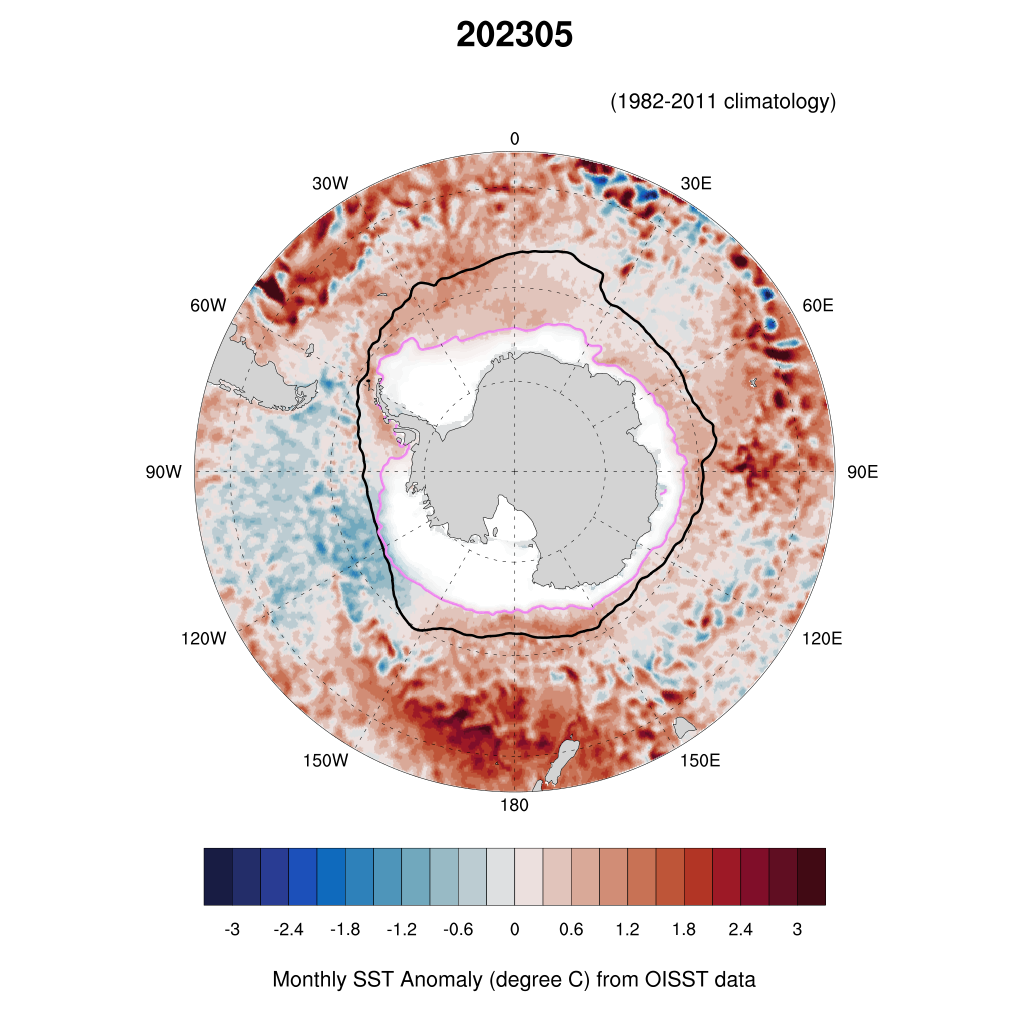 202305
(1982-2011 climatology)
0
30W
30E
60W
60E
90W
90E
120W
120E
150W
150E
180
-3 -2.4 -1.8 -1.2 -0.6 0 0.6 1.2 1.8 2.4 3
Monthly SST Anomaly (degree C) from OISST data